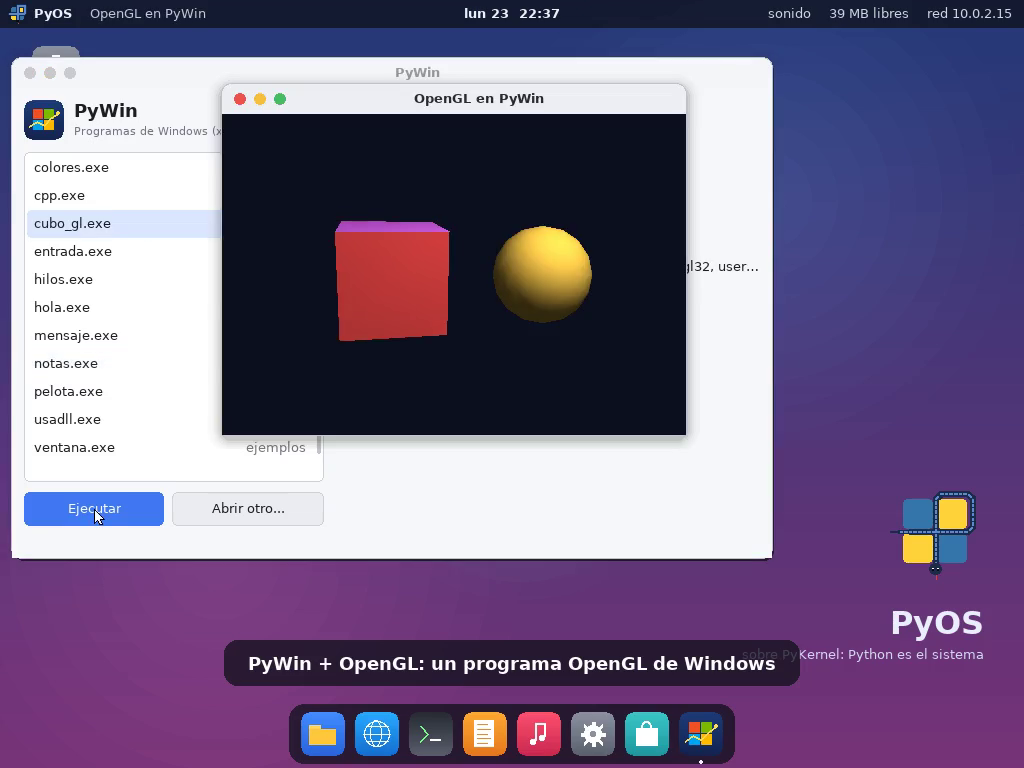 PyOS OpenGL en PyWin lun 23 22:37 sonido 39 MB libres red 10.0.2.15
PyWin
OpenGL en PyWin
PyWin
Programas de Windows (x
colores.exe
cpp.exe
cubo_gl.exe
entrada.exe
hilos.exe
gl32, user...
hola.exe
mensaje.exe
notas.exe
pelota.exe
usadll.exe
ventana.exe ejemplos
Ejecutar Abrir otro...
PyOS
sobre PyKernel: Python es el sistema
PyWin + OpenGL: un programa OpenGL de Windows